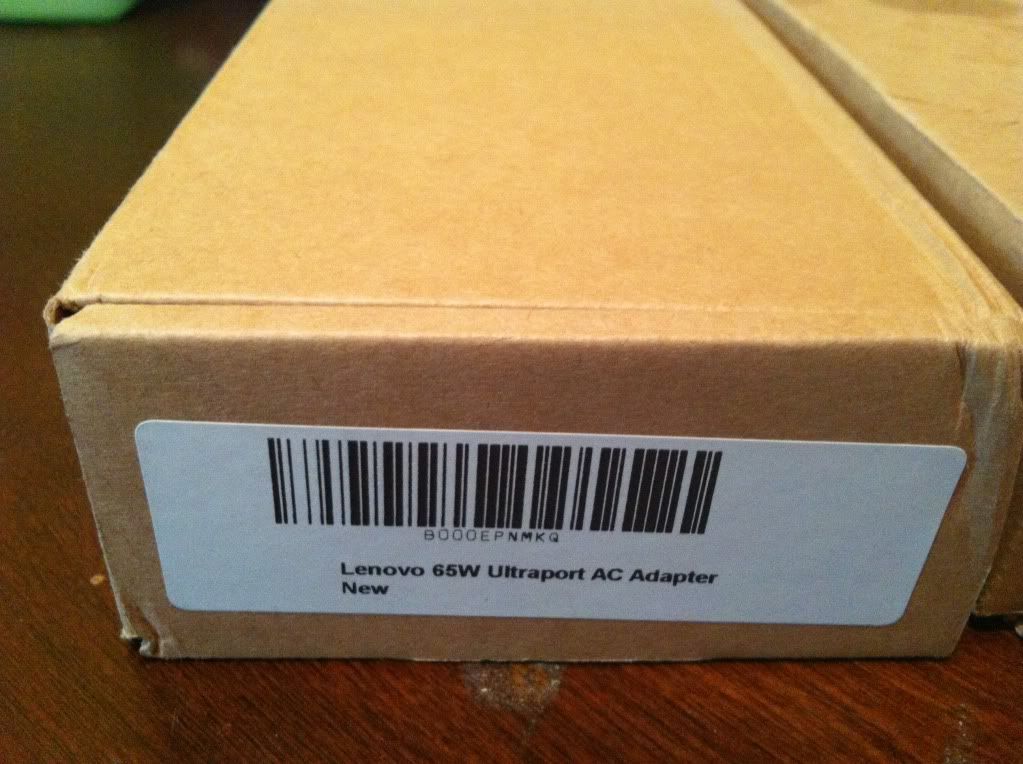 B000EPNMKQ
Lenovo 65W Ultraport AC Adapter
New